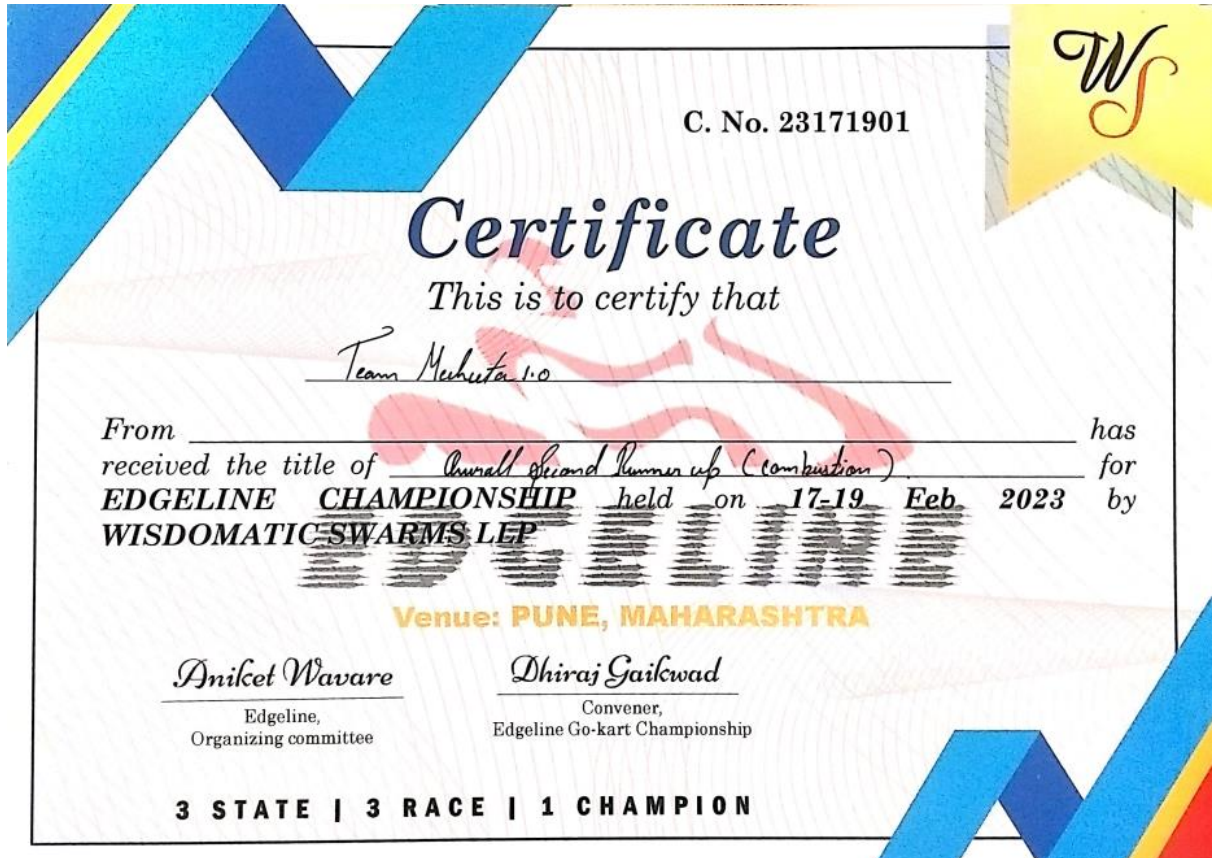 WS
C. No. 23171901
Certificate
This is to certify that
Team 1.0
From has
received the title of Overall Second Runner up (combustion) for
EDGELINE CHAMPIONSHIP held on 17-19 Feb 2023 by
WISDOMATIC SWARMS LLP
EDGELINE
Venue: PUNE, MAHARASHTRA
Aniket Wavare Dhiraj Gaikwad
Edgeline, Convener,
Organizing committee Edgeline Go-kart Championship
3 STATE | 3 RACE | 1 CHAMPION